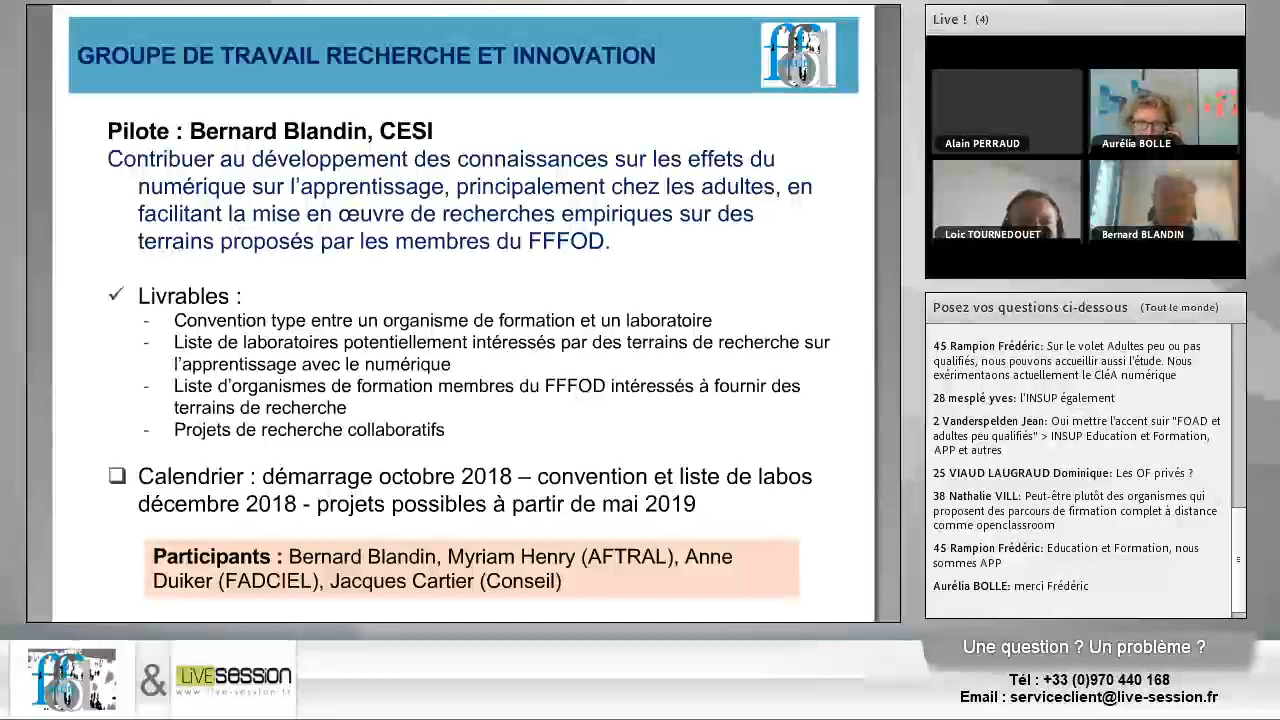 GROUPE DE TRAVAIL RECHERCHE ET INNOVATION
Pilote : Bernard Blandin, CESI
Contribuer au développement des connaissances sur les effets du
numérique sur l'apprentissage, principalement chez les adultes, en
facilitant la mise en œuvre de recherches empiriques sur des
terrains proposés par les membres du FFFOD.
✓ Livrables :
- Convention type entre un organisme de formation et un laboratoire
- Liste de laboratoires potentiellement intéressés par des terrains de recherche sur
l'apprentissage avec le numérique
- Liste d'organismes de formation membres du FFFOD intéressés à fournir des
terrains de recherche
- Projets de recherche collaboratifs
❑ Calendrier : démarrage octobre 2018 – convention et liste de labos
décembre 2018 - projets possibles à partir de mai 2019
Participants : Bernard Blandin, Myriam Henry (AFTRAL), Anne
Duiker (FADCIEL), Jacques Cartier (Conseil)
Live ! (4)
Alain PERRAUD
Aurélia BOLLE
Loic TOURNEDOUET
Bernard BLANDIN
Posez vos questions ci-dessous (Tout le monde)
45 Rampion Frédéric: Sur le volet Adultes peu ou pas
qualifiés, nous pouvons accueillir aussi l'étude. Nous
exérimentaons actuellement le CléA numérique
28 mesplé yves: l'INSUP également
2 Vanderspelden Jean: Oui mettre l'accent suir "FOAD et
adultes peu qualifiés" > INSUP Education et Formation,
APP et autres
25 VIAUD LAUGRAUD Dominique: Les OF privés ?
38 Nathalie VILL: Peut-être plutôt des organismes qui
proposent des parcours de firmation complet à distance
comme openclassroom
45 Rampion Frédéric: Education et Formation, nous
sommes APP
Aurélia BOLLE: merci Frédéric
& LiVESESSION
www.live-session.fr
Une question ? Un problème ?
Tél : +33 (0)970 440 168
Email : serviceclient@live-session.fr